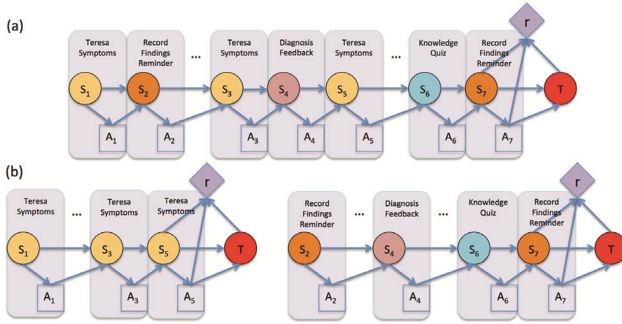 (a)
r
Teresa Symptoms
Record Findings Reminder
...
Teresa Symptoms
Diagnosis Feedback
Teresa Symptoms
...
Knowledge Quiz
Record Findings Reminder
S1
S2
S3
S4
S5
S6
S7
T
A1
A2
A3
A4
A5
A6
A7
(b)
r
Teresa Symptoms
...
Teresa Symptoms
Teresa Symptoms
S1
S3
S5
T
A1
A3
A5
r
Record Findings Reminder
...
Diagnosis Feedback
...
Knowledge Quiz
Record Findings Reminder
S2
S4
S6
S7
T
A2
A4
A6
A7